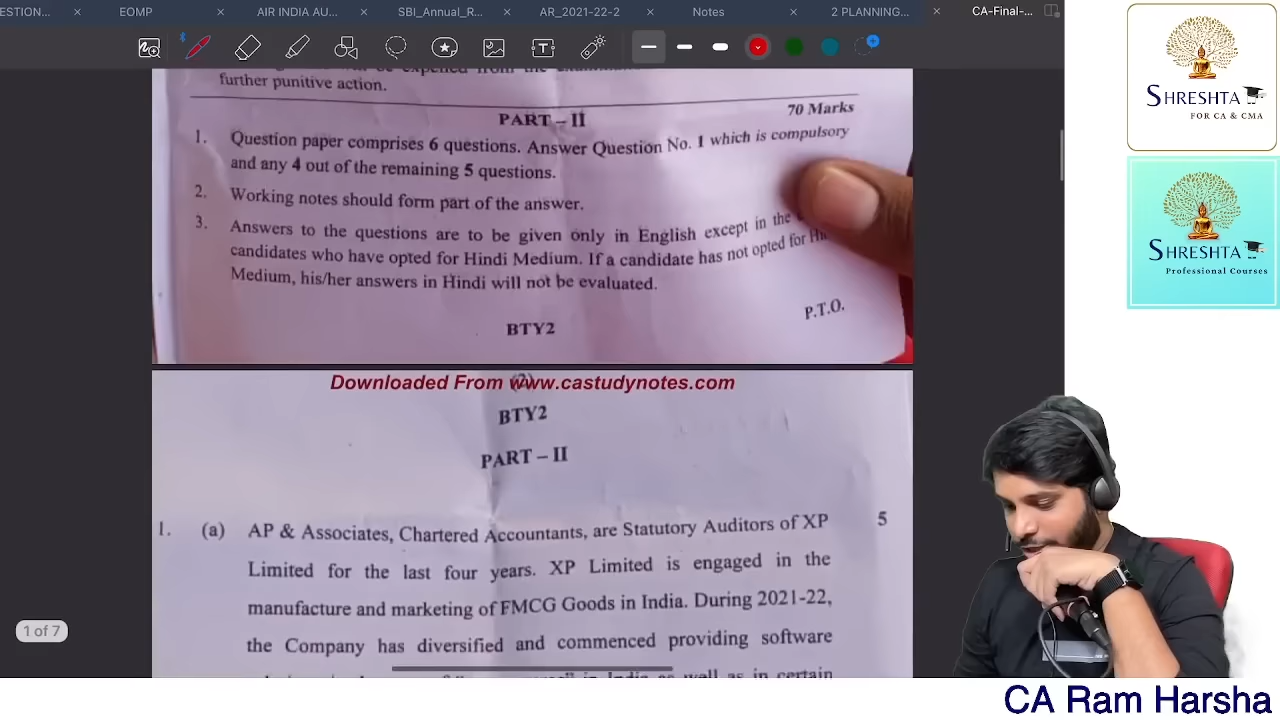 ESTION...
EOMP
AIR INDIA AU...
SBI_Annual_R...
AR_2021-22-2
Notes
2 PLANNING...
CA-Final-...
further punitive action.
PART – II
70 Marks
1. Question paper comprises 6 questions. Answer Question No. 1 which is compulsory
and any 4 out of the remaining 5 questions.
2. Working notes should form part of the answer.
3. Answers to the questions are to be given only in English except in the
candidates who have opted for Hindi Medium. If a candidate has not opted for
Medium, his/her answers in Hindi will not be evaluated.
P.T.O.
BTY2
Downloaded From www.castudynotes.com
(2)
BTY2
PART – II
1. (a) AP & Associates, Chartered Accountants, are Statutory Auditors of XP 5
Limited for the last four years. XP Limited is engaged in the
manufacture and marketing of FMCG Goods in India. During 2021-22,
the Company has diversified and commenced providing software
1 of 7
SHRESHTA
FOR CA & CMA
SHRESHTA
Professional Courses
CA Ram Harsha